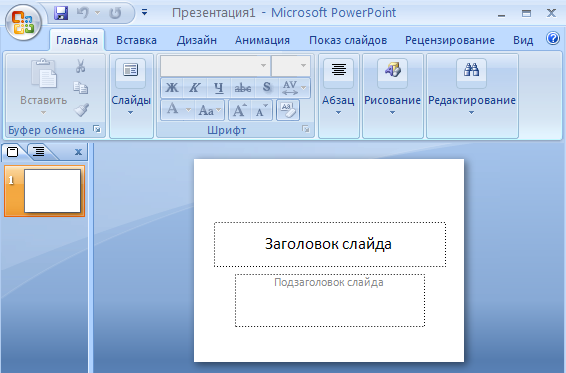 Презентация1 - Microsoft PowerPoint
Главная Вставка Дизайн Анимация Показ слайдов Рецензирование Вид
Ж К Ч abc S AV
Вставить Слайды A Aa A A Абзац Рисование Редактирование
Буфер обмена Шрифт
1
Заголовок слайда
Подзаголовок слайда